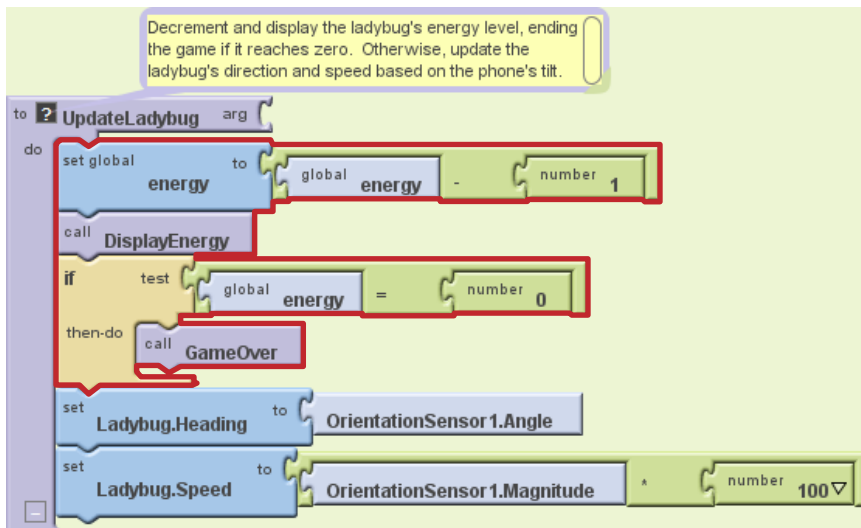 Decrement and display the ladybug's energy level, ending
the game if it reaches zero. Otherwise, update the
ladybug's direction and speed based on the phone's tilt.
to ? UpdateLadybug arg
do
set global energy to global energy - number 1
call DisplayEnergy
if test global energy = number 0
then-do call GameOver
set Ladybug.Heading to OrientationSensor1.Angle
set Ladybug.Speed to OrientationSensor1.Magnitude * number 100